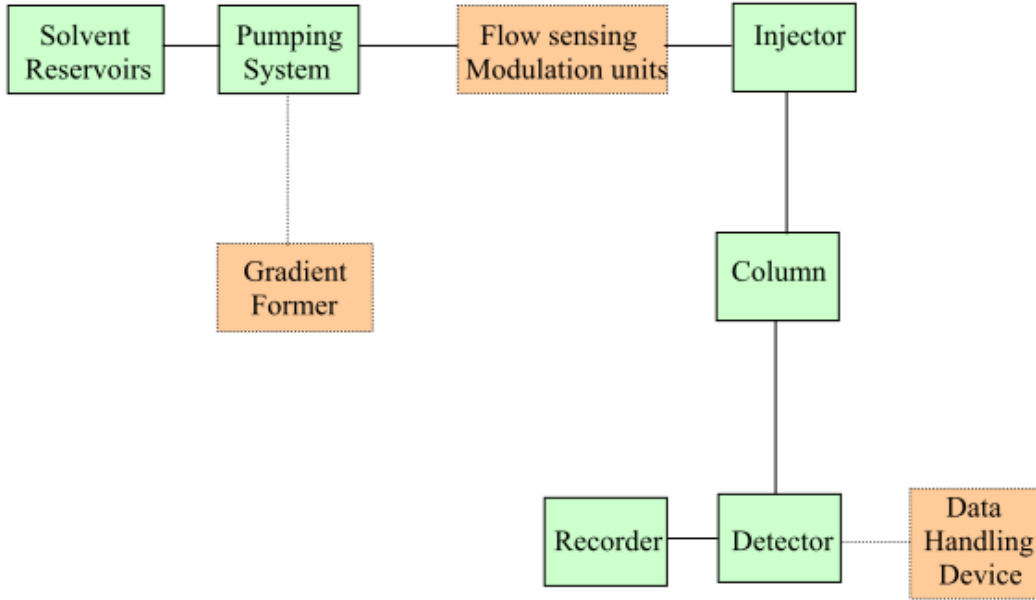 Solvent
Reservoirs
Pumping
System
Flow sensing
Modulation units
Injector
Gradient
Former
Column
Recorder
Detector
Data
Handling
Device